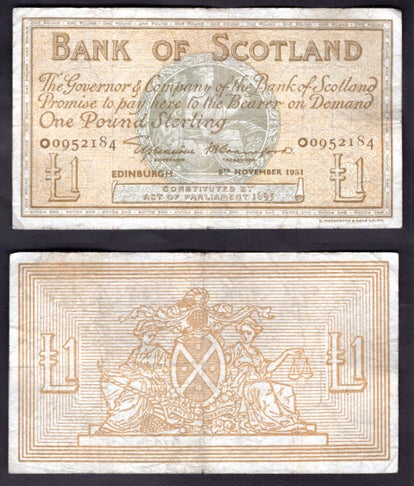 BANK OF SCOTLAND
The Governor & Company of the Bank of Scotland
Promise to pay here to the Bearer on Demand
One Pound Sterling
O0952184 O0952184
GOVERNOR TREASURER
EDINBURGH 8TH NOVEMBER 1951
£1 £1
CONSTITUTED BY
ACT OF PARLIAMENT 1695
£1 £1